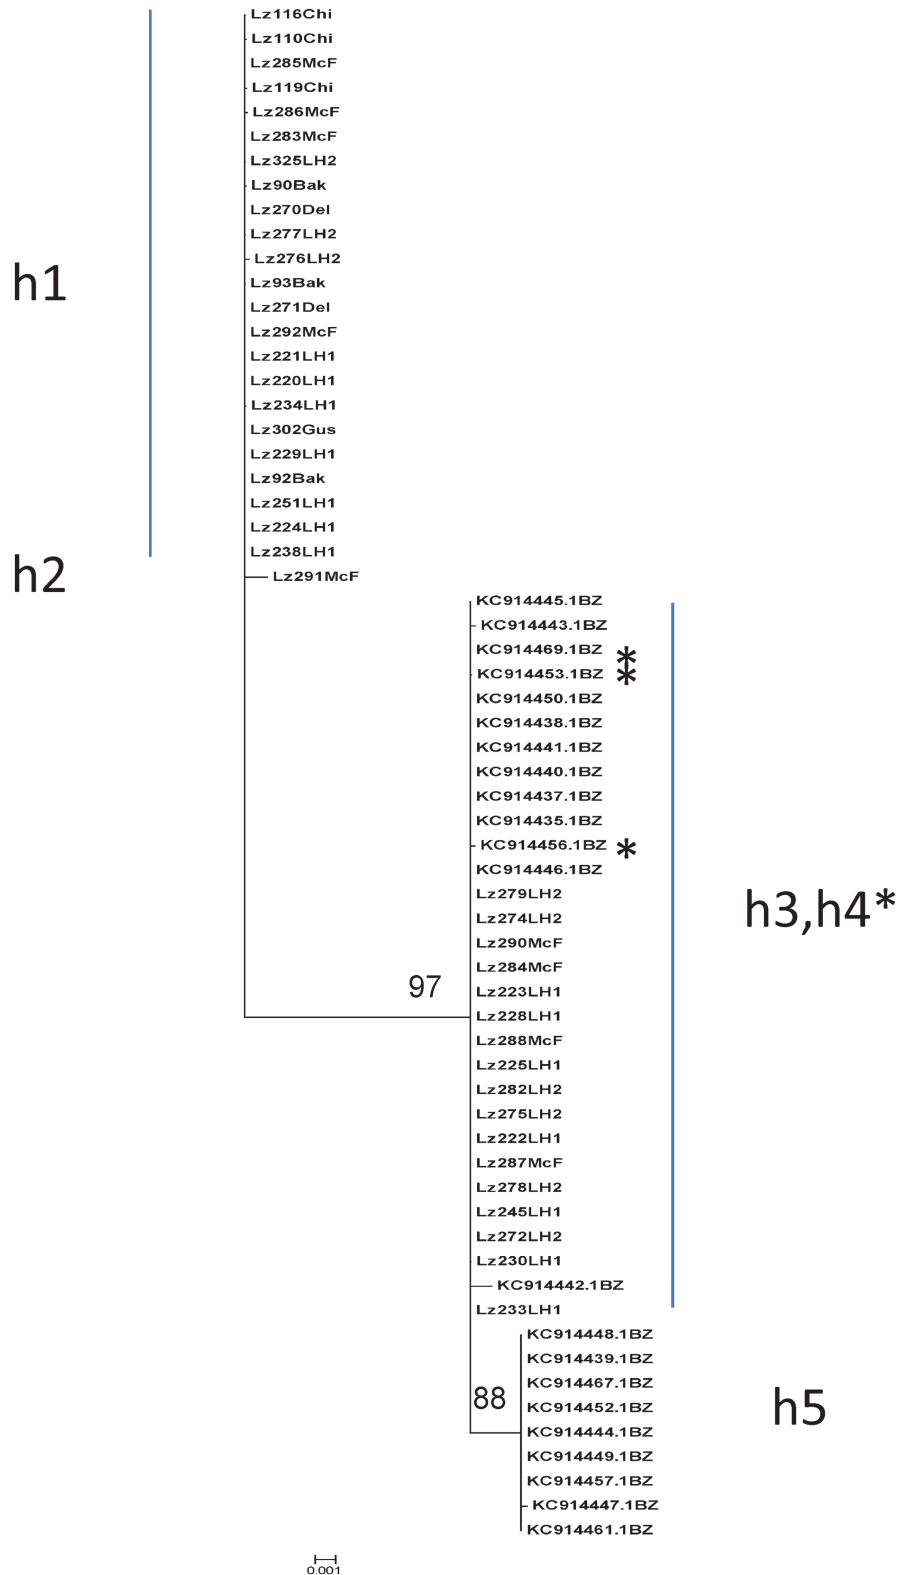 Lz116Chi
Lz110Chi
Lz285McF
Lz119Chi
Lz286McF
Lz283McF
Lz325LH2
Lz90Bak
Lz270Del
Lz277LH2
Lz276LH2
h1
Lz93Bak
Lz271Del
Lz292McF
Lz221LH1
Lz220LH1
Lz234LH1
Lz302Gus
Lz229LH1
Lz92Bak
Lz251LH1
Lz224LH1
Lz238LH1
h2
Lz291McF
KC914445.1BZ
KC914443.1BZ
KC914469.1BZ *
KC914453.1BZ *
KC914450.1BZ
KC914438.1BZ
KC914441.1BZ
KC914440.1BZ
KC914437.1BZ
KC914435.1BZ
KC914456.1BZ *
KC914446.1BZ
Lz279LH2
h3,h4*
Lz274LH2
Lz290McF
Lz284McF
97
Lz223LH1
Lz228LH1
Lz288McF
Lz225LH1
Lz282LH2
Lz275LH2
Lz222LH1
Lz287McF
Lz278LH2
Lz245LH1
Lz272LH2
Lz230LH1
KC914442.1BZ
Lz233LH1
KC914448.1BZ
KC914439.1BZ
KC914467.1BZ
88
KC914452.1BZ
h5
KC914444.1BZ
KC914449.1BZ
KC914457.1BZ
KC914447.1BZ
KC914461.1BZ
0.001